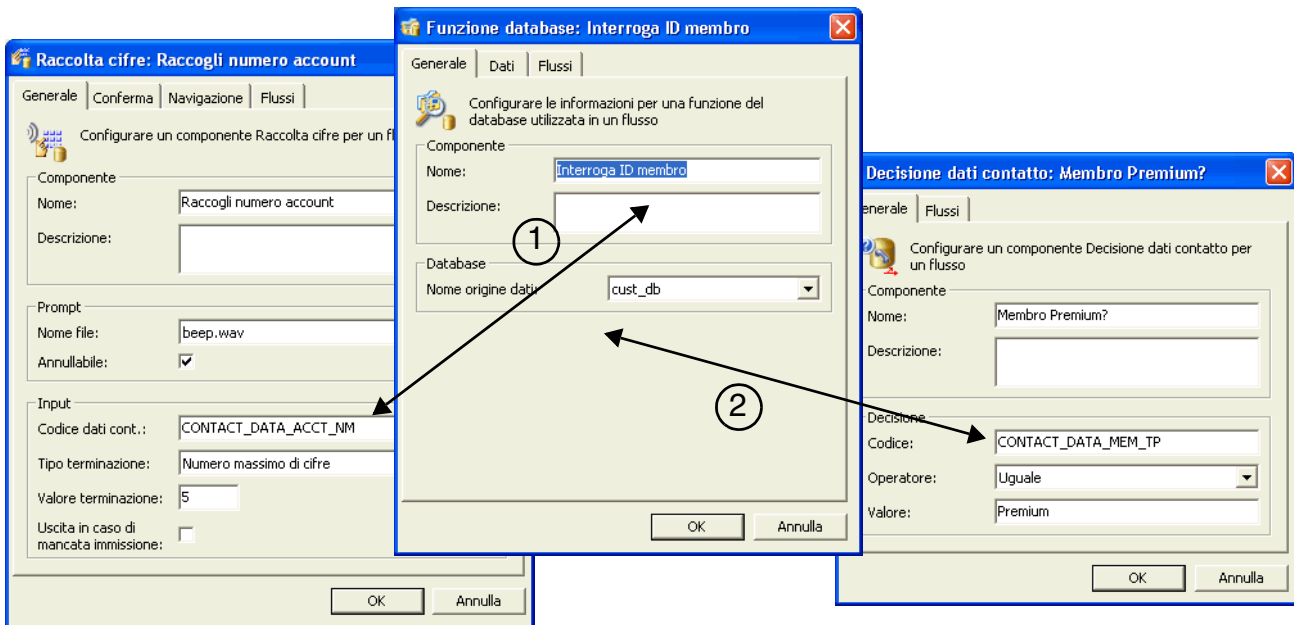 Raccolta cifre: Raccogli numero account
Generale Conferma Navigazione Flussi
Configurare un componente Raccolta cifre per un fl
Componente
Nome: Raccogli numero account
Descrizione:
Prompt
Nome file: beep.wav
Annullabile:
Input
Codice dati cont.: CONTACT_DATA_ACCT_NM
Tipo terminazione: Numero massimo di cifre
Valore terminazione: 5
Uscita in caso di
mancata immissione:
OK Annulla
Funzione database: Interroga ID membro
Generale Dati Flussi
Configurare le informazioni per una funzione del
database utilizzata in un flusso
Componente
Nome: Interroga ID membro
Descrizione:
1
Database
Nome origine dati: cust_db
2
OK Annulla
Decisione dati contatto: Membro Premium?
enerale Flussi
Configurare un componente Decisione dati contatto per
un flusso
Componente
Nome: Membro Premium?
Descrizione:
Decisione
Codice: CONTACT_DATA_MEM_TP
Operatore: Uguale
Valore: Premium
OK Annulla